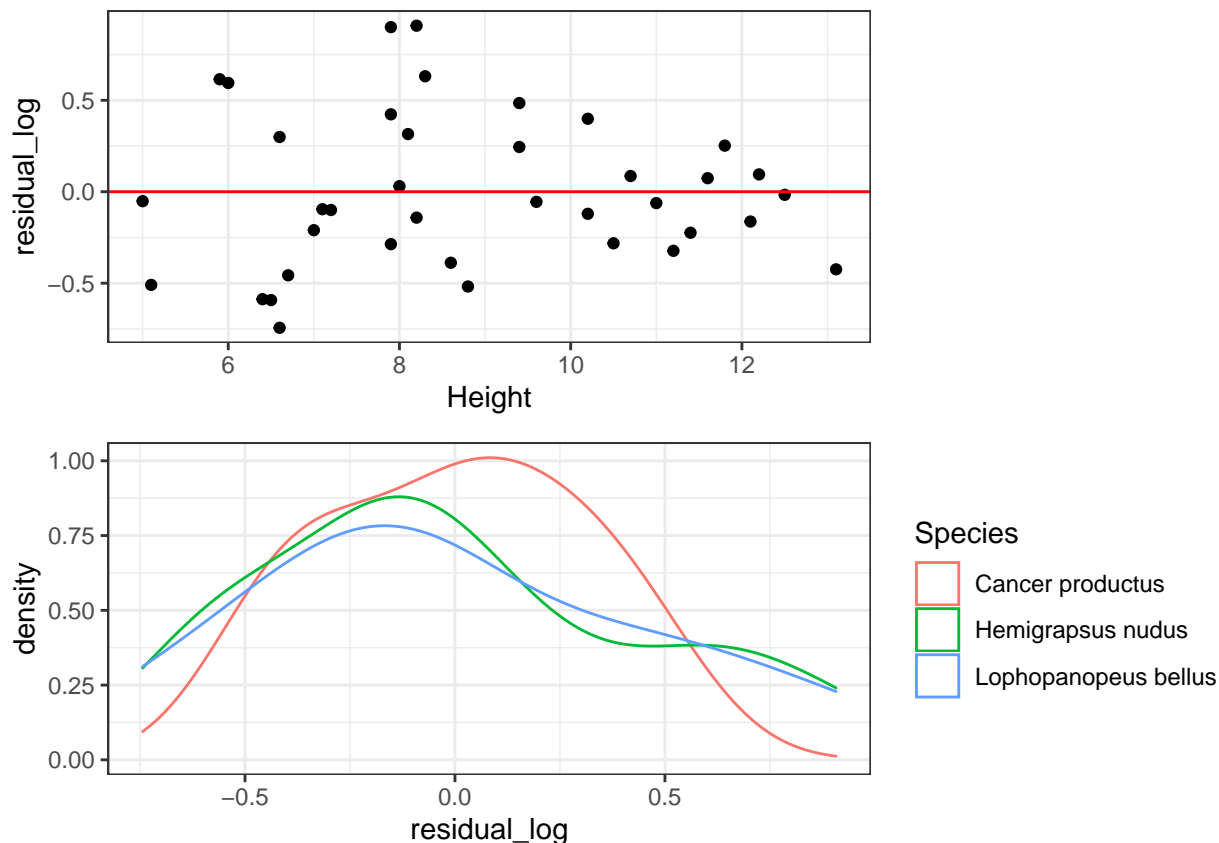 residual_log
0.5
0.0
−0.5
6 8 10 12
Height
density
1.00
0.75
0.50
0.25
0.00
−0.5 0.0 0.5
residual_log
Species
Cancer productus
Hemigrapsus nudus
Lophopanopeus bellus